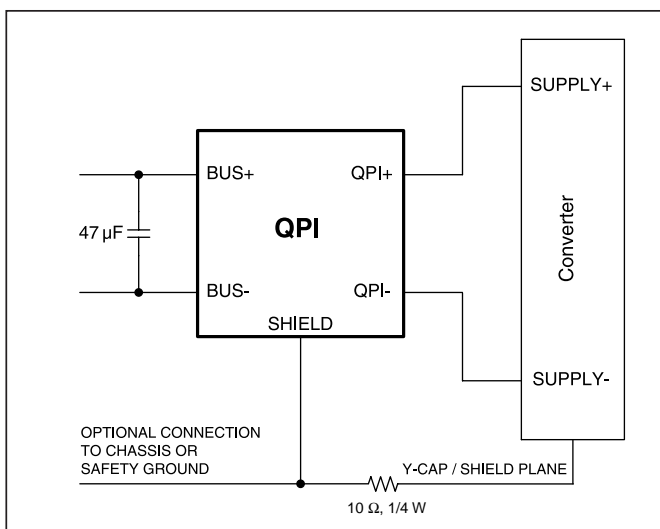 SUPPLY+
BUS+
QPI+
QPI
47 µF
Converter
BUS-
QPI-
SHIELD
SUPPLY-
OPTIONAL CONNECTION
TO CHASSIS OR
SAFETY GROUND
Y-CAP / SHIELD PLANE
10 Ω, 1/4 W